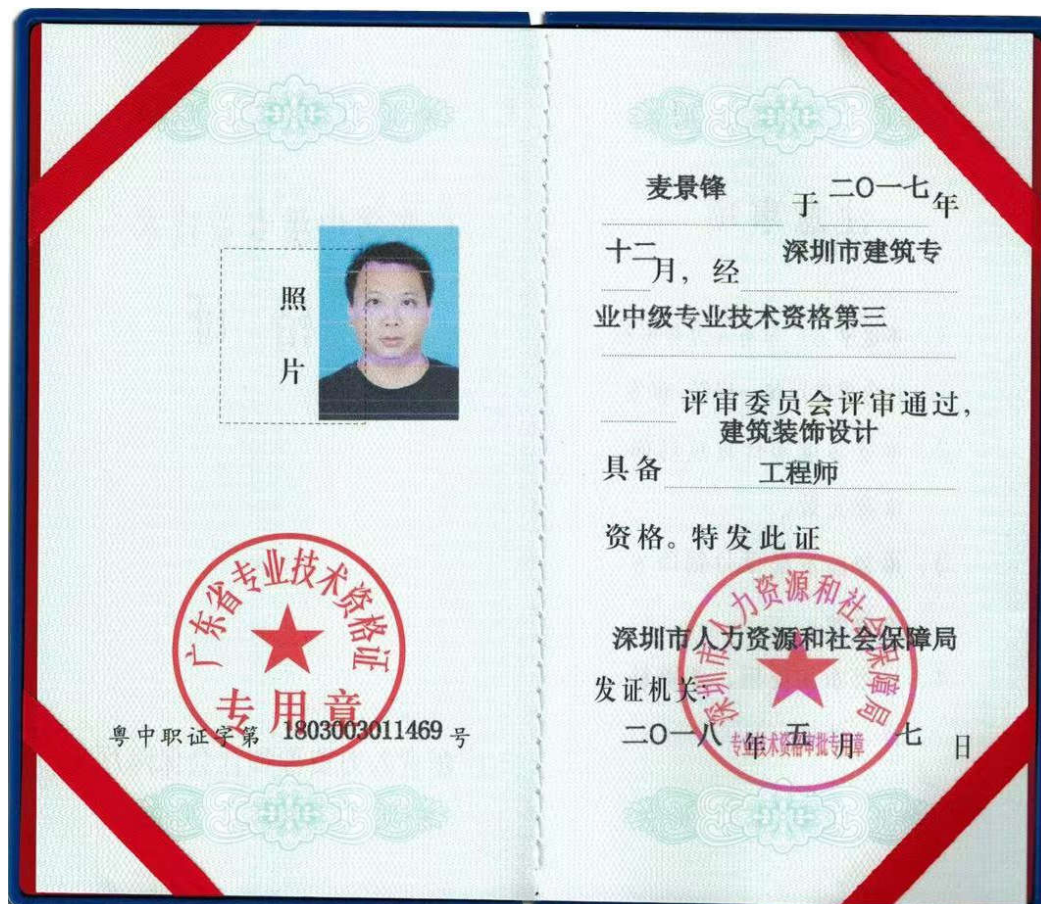 照
片
广东省专业技术资格证
专用章
粤中职证字第 1803003011469 号
麦景锋 于 二〇一七 年
十二 月，经 深圳市建筑专
业中级专业技术资格第三
评审委员会评审通过，
建筑装饰设计
具备 工程师
资格。特发此证
深圳市人力资源和社会保障局
深圳市人力资源和社会保障局
发证机关：
二〇一八 年 五 月 七 日
专业技术资格审批专用章